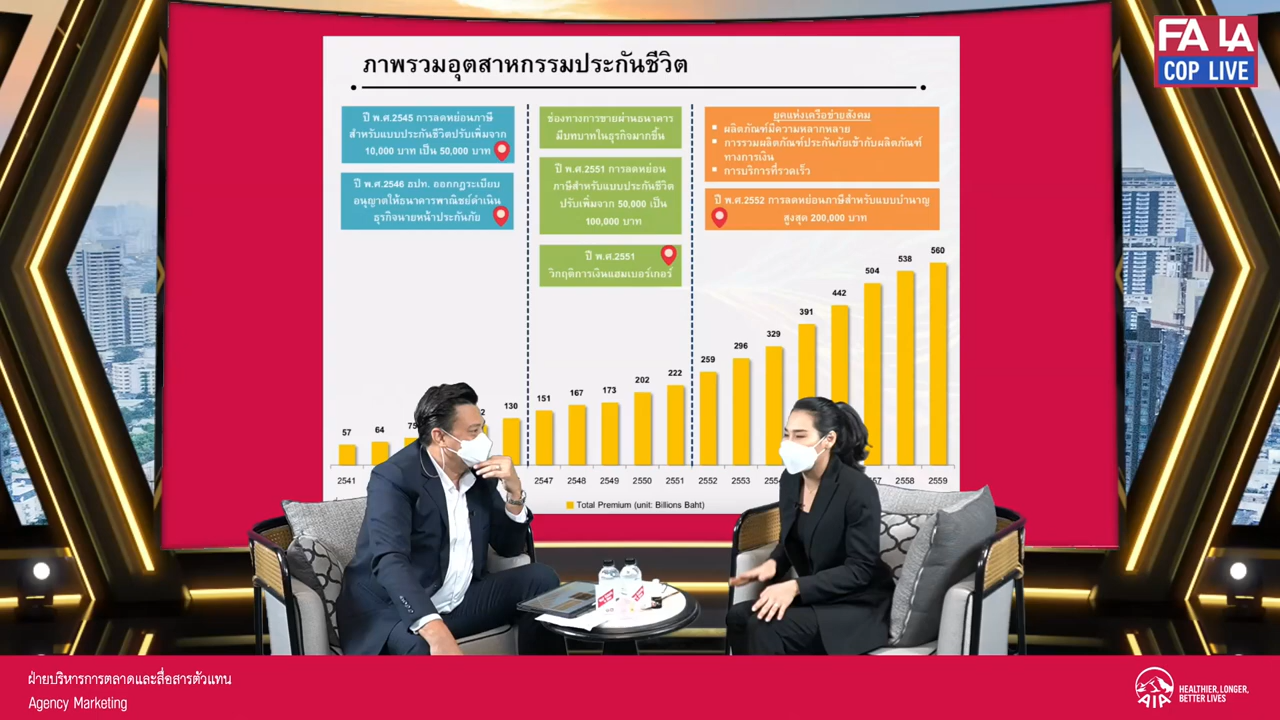 FA LA
COP LIVE
ภาพรวมอุตสาหกรรมประกันชีวิต
ปี พ.ศ.2545 การลดหย่อนภาษี
สำหรับแบบประกันชีวิตปรับเพิ่มจาก
10,000 บาท เป็น 50,000 บาท
ปี พ.ศ.2546 ธปท. ออกกฎระเบียบ
อนุญาตให้ธนาคารพาณิชย์ดำเนิน
ธุรกิจนายหน้าประกันภัย
ช่องทางการขายผ่านธนาคาร
มีบทบาทในธุรกิจมากขึ้น
ปี พ.ศ.2551 การลดหย่อน
ภาษีสำหรับแบบประกันชีวิต
ปรับเพิ่มจาก 50,000 เป็น
100,000 บาท
ปี พ.ศ.2551
วิกฤติการเงินแฮมเบอร์เกอร์
ยุคแห่งเครือข่ายสังคม
ผลิตภัณฑ์มีความหลากหลาย
การรวมผลิตภัณฑ์ประกันภัยเข้ากับผลิตภัณฑ์
ทางการเงิน
การบริการที่รวดเร็ว
ปี พ.ศ.2552 การลดหย่อนภาษีสำหรับแบบบำนาญ
สูงสุด 200,000 บาท
57 64 130 151 167 173 202 222 259 296 329 391 442 504 538 560
2541 2547 2548 2549 2550 2551 2552 2553 2558 2559
Total Premium (unit: Billions Baht)
ฝ่ายบริหารการตลาดและสื่อสารตัวแทน
Agency Marketing
AIA
HEALTHIER, LONGER,
BETTER LIVES